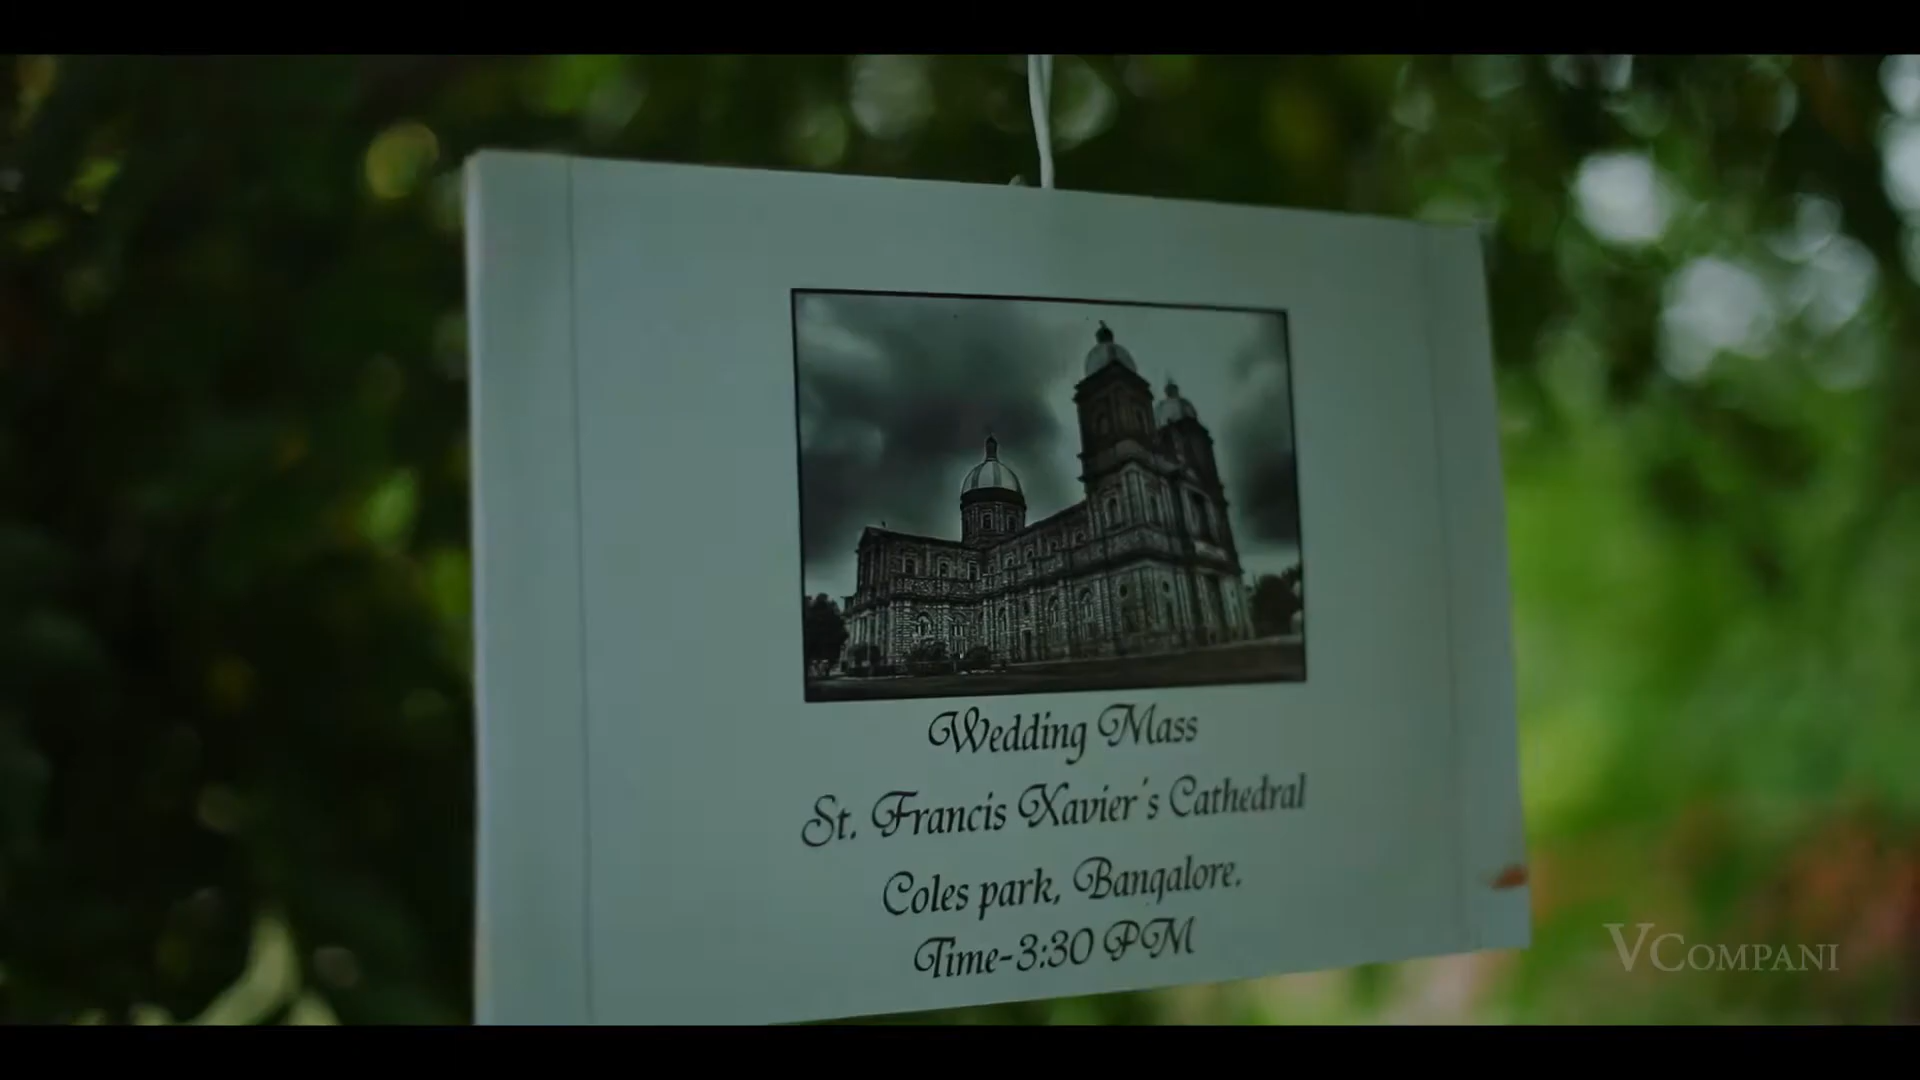 Wedding Mass
St. Francis Xavier's Cathedral
Coles park, Bangalore.
Time-3:30 PM
VCOMPANI